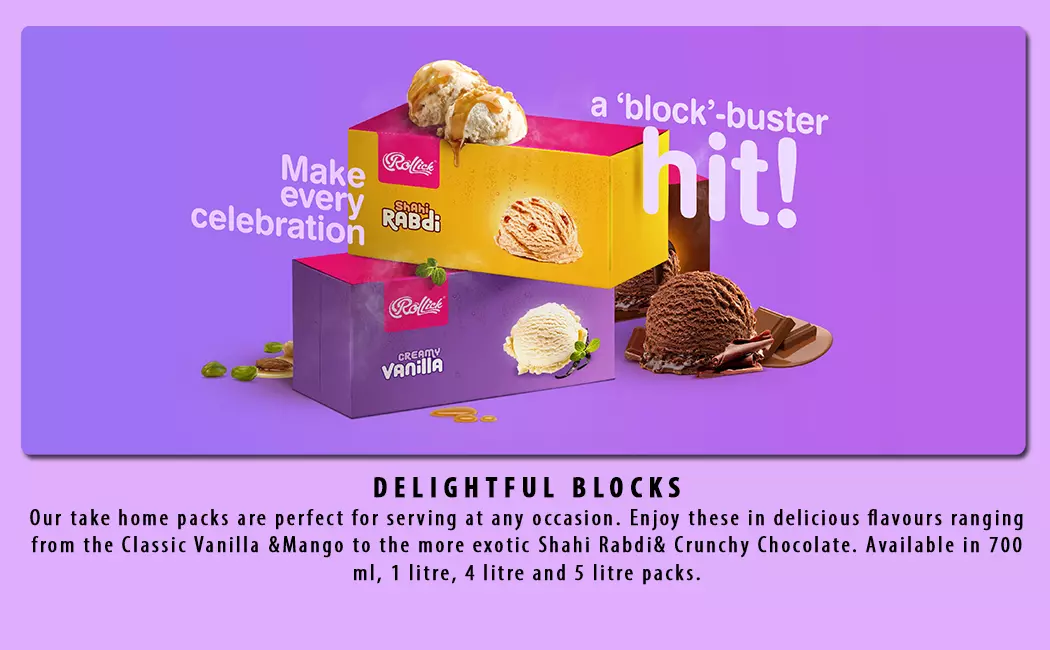 Make
every
celebration
a ‘block’-buster
hit!
Rollick
Shahi
RABdi
Rollick
CREAMY
VANillA
DELIGHTFUL BLOCKS
Our take home packs are perfect for serving at any occasion. Enjoy these in delicious flavours ranging
from the Classic Vanilla &Mango to the more exotic Shahi Rabdi& Crunchy Chocolate. Available in 700
ml, 1 litre, 4 litre and 5 litre packs.